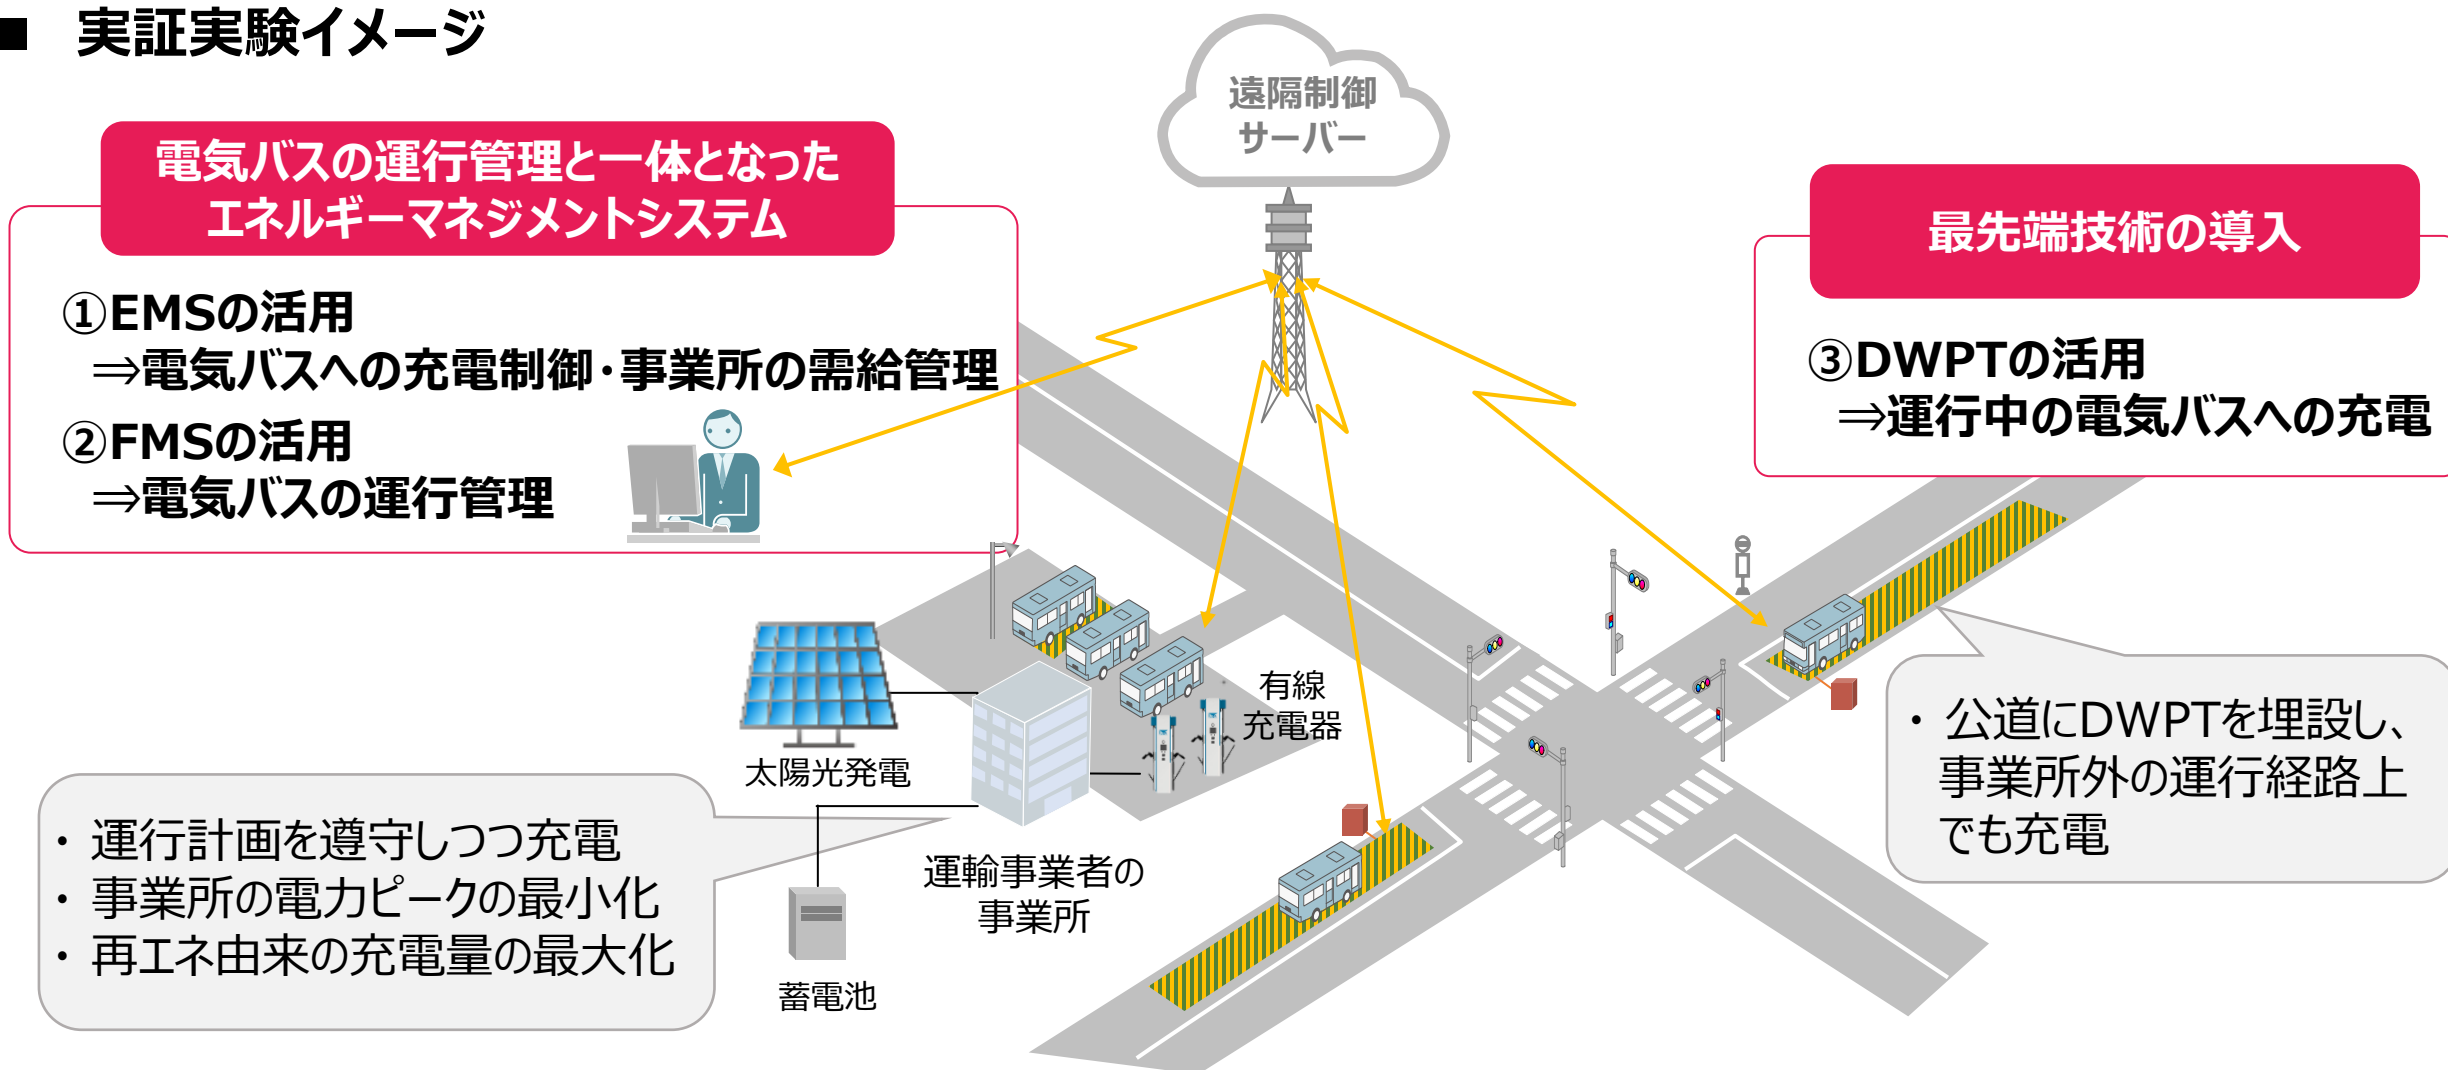 ■ 実証実験イメージ
遠隔制御
サーバー
電気バスの運行管理と一体となった
エネルギーマネジメントシステム
①EMSの活用
⇒電気バスへの充電制御・事業所の需給管理
②FMSの活用
⇒電気バスの運行管理
最先端技術の導入
③DWPTの活用
⇒運行中の電気バスへの充電
有線
充電器
太陽光発電
・ 公道にDWPTを埋設し、
事業所外の運行経路上
でも充電
・ 運行計画を遵守しつつ充電
・ 事業所の電力ピークの最小化
・ 再エネ由来の充電量の最大化
運輸事業者の
事業所
蓄電池